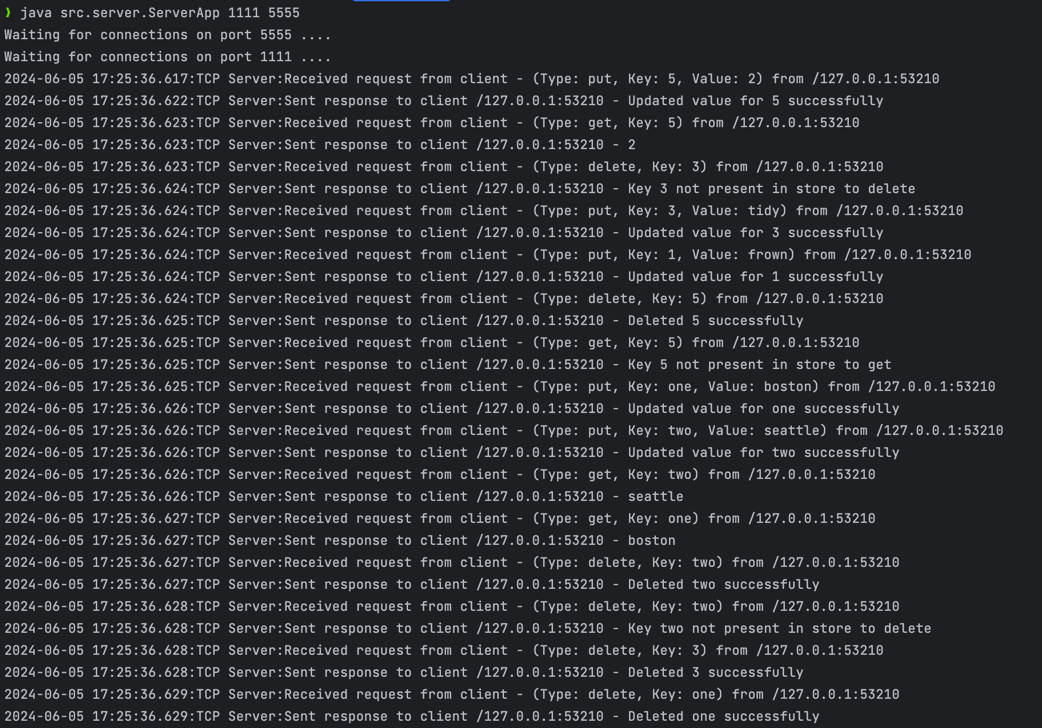 ❯ java src.server.ServerApp 1111 5555
Waiting for connections on port 5555 ....
Waiting for connections on port 1111 ....
2024-06-05 17:25:36.617:TCP Server:Received request from client - (Type: put, Key: 5, Value: 2) from /127.0.0.1:53210
2024-06-05 17:25:36.622:TCP Server:Sent response to client /127.0.0.1:53210 - Updated value for 5 successfully
2024-06-05 17:25:36.623:TCP Server:Received request from client - (Type: get, Key: 5) from /127.0.0.1:53210
2024-06-05 17:25:36.623:TCP Server:Sent response to client /127.0.0.1:53210 - 2
2024-06-05 17:25:36.623:TCP Server:Received request from client - (Type: delete, Key: 3) from /127.0.0.1:53210
2024-06-05 17:25:36.624:TCP Server:Sent response to client /127.0.0.1:53210 - Key 3 not present in store to delete
2024-06-05 17:25:36.624:TCP Server:Received request from client - (Type: put, Key: 3, Value: tidy) from /127.0.0.1:53210
2024-06-05 17:25:36.624:TCP Server:Sent response to client /127.0.0.1:53210 - Updated value for 3 successfully
2024-06-05 17:25:36.624:TCP Server:Received request from client - (Type: put, Key: 1, Value: frown) from /127.0.0.1:53210
2024-06-05 17:25:36.624:TCP Server:Sent response to client /127.0.0.1:53210 - Updated value for 1 successfully
2024-06-05 17:25:36.624:TCP Server:Received request from client - (Type: delete, Key: 5) from /127.0.0.1:53210
2024-06-05 17:25:36.625:TCP Server:Sent response to client /127.0.0.1:53210 - Deleted 5 successfully
2024-06-05 17:25:36.625:TCP Server:Received request from client - (Type: get, Key: 5) from /127.0.0.1:53210
2024-06-05 17:25:36.625:TCP Server:Sent response to client /127.0.0.1:53210 - Key 5 not present in store to get
2024-06-05 17:25:36.625:TCP Server:Received request from client - (Type: put, Key: one, Value: boston) from /127.0.0.1:53210
2024-06-05 17:25:36.626:TCP Server:Sent response to client /127.0.0.1:53210 - Updated value for one successfully
2024-06-05 17:25:36.626:TCP Server:Received request from client - (Type: put, Key: two, Value: seattle) from /127.0.0.1:53210
2024-06-05 17:25:36.626:TCP Server:Sent response to client /127.0.0.1:53210 - Updated value for two successfully
2024-06-05 17:25:36.626:TCP Server:Received request from client - (Type: get, Key: two) from /127.0.0.1:53210
2024-06-05 17:25:36.626:TCP Server:Sent response to client /127.0.0.1:53210 - seattle
2024-06-05 17:25:36.627:TCP Server:Received request from client - (Type: get, Key: one) from /127.0.0.1:53210
2024-06-05 17:25:36.627:TCP Server:Sent response to client /127.0.0.1:53210 - boston
2024-06-05 17:25:36.627:TCP Server:Received request from client - (Type: delete, Key: two) from /127.0.0.1:53210
2024-06-05 17:25:36.627:TCP Server:Sent response to client /127.0.0.1:53210 - Deleted two successfully
2024-06-05 17:25:36.628:TCP Server:Received request from client - (Type: delete, Key: two) from /127.0.0.1:53210
2024-06-05 17:25:36.628:TCP Server:Sent response to client /127.0.0.1:53210 - Key two not present in store to delete
2024-06-05 17:25:36.628:TCP Server:Received request from client - (Type: delete, Key: 3) from /127.0.0.1:53210
2024-06-05 17:25:36.628:TCP Server:Sent response to client /127.0.0.1:53210 - Deleted 3 successfully
2024-06-05 17:25:36.629:TCP Server:Received request from client - (Type: delete, Key: one) from /127.0.0.1:53210
2024-06-05 17:25:36.629:TCP Server:Sent response to client /127.0.0.1:53210 - Deleted one successfully